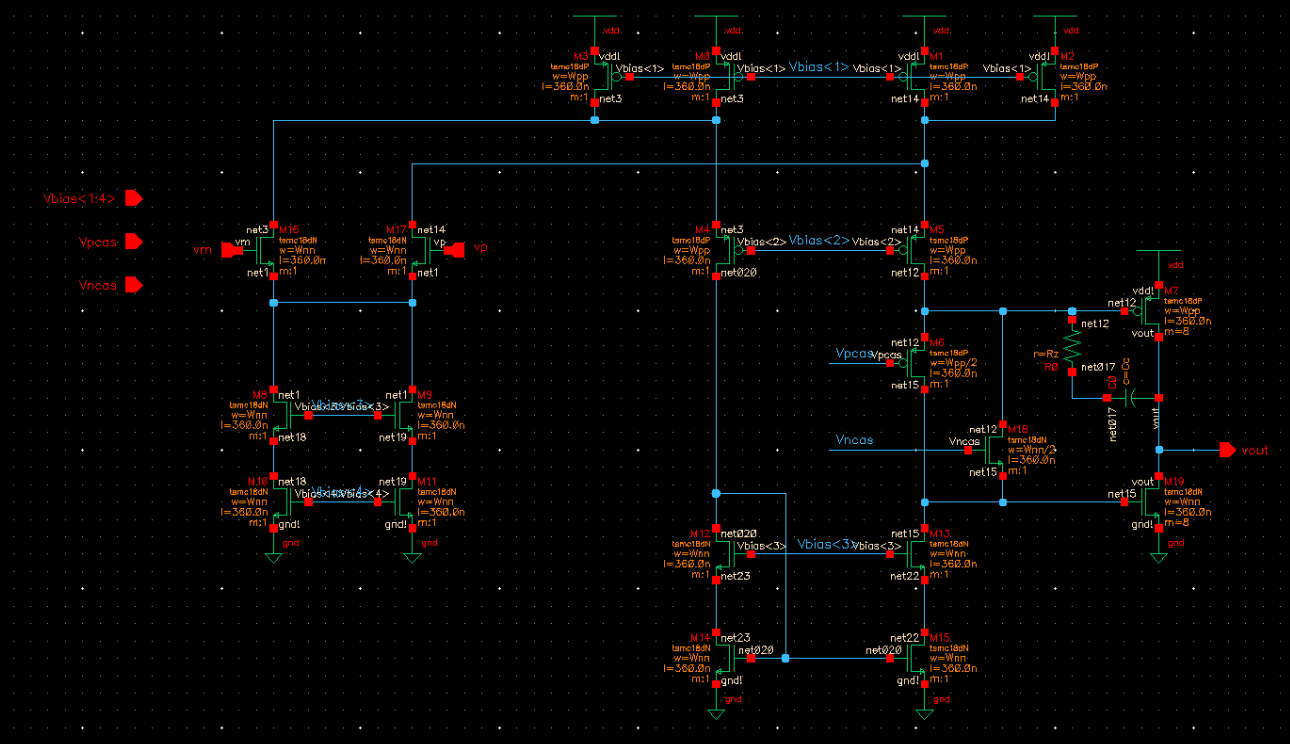 vdd
vdd
vdd
vdd
M3
vdd!
tsmc18dP
w=Wpp
l=360.0n
m:1
Vbias<1>
net3
M0
vdd!
tsmc18dP
w=Wpp
l=360.0n
m:1
Vbias<1>
net3
Vbias<1>
Vbias<1>
vdd!
M1
tsmc18dP
w=Wpp
l=360.0n
m:1
net14
Vbias<1>
vdd!
M2
tsmc18dP
w=Wpp
l=360.0n
m:1
net14
Vbias<1:4>
Vpcas
Vncas
vm
vm
net3
M16
tsmc18dN
w=Wnn
l=360.0n
m:1
net1
M17
net14
tsmc18dN
w=Wnn
l=360.0n
m:1
vp
vp
net1
M4
net3
tsmc18dP
w=Wpp
l=360.0n
m:1
Vbias<2>
net020
Vbias<2>
Vbias<2>
net14
M5
tsmc18dP
w=Wpp
l=360.0n
m:1
net12
vdd
vdd!
M7
net12
tsmc18dP
w=Wpp
l=360.0n
m=8
vout
net12
r=Rz
R0
net017
c=Cc
C0
net017
vout
Vpcas
Vpcas
net12
M6
tsmc18dP
w=Wpp/2
l=360.0n
m:1
net15
Vncas
Vncas
net12
M18
tsmc18dN
w=Wnn/2
l=360.0n
m:1
net15
vout
vout
M19
net15
tsmc18dN
w=Wnn
l=360.0n
m=8
gnd!
gnd
M8
net1
tsmc18dN
w=Wnn
l=360.0n
m:1
net18
net1
M9
tsmc18dN
w=Wnn
l=360.0n
m:1
net19
M10
net18
tsmc18dN
w=Wnn
l=360.0n
m:1
gnd!
gnd
net19
M11
tsmc18dN
w=Wnn
l=360.0n
m:1
gnd!
gnd
M12
net020
tsmc18dN
w=Wnn
l=360.0n
m:1
Vbias<3>
net23
Vbias<3>
Vbias<3>
net15
M13
tsmc18dN
w=Wnn
l=360.0n
m:1
net22
M14
net23
tsmc18dN
w=Wnn
l=360.0n
m:1
net020
gnd!
gnd
net020
net22
M15
tsmc18dN
w=Wnn
l=360.0n
m:1
gnd!
gnd